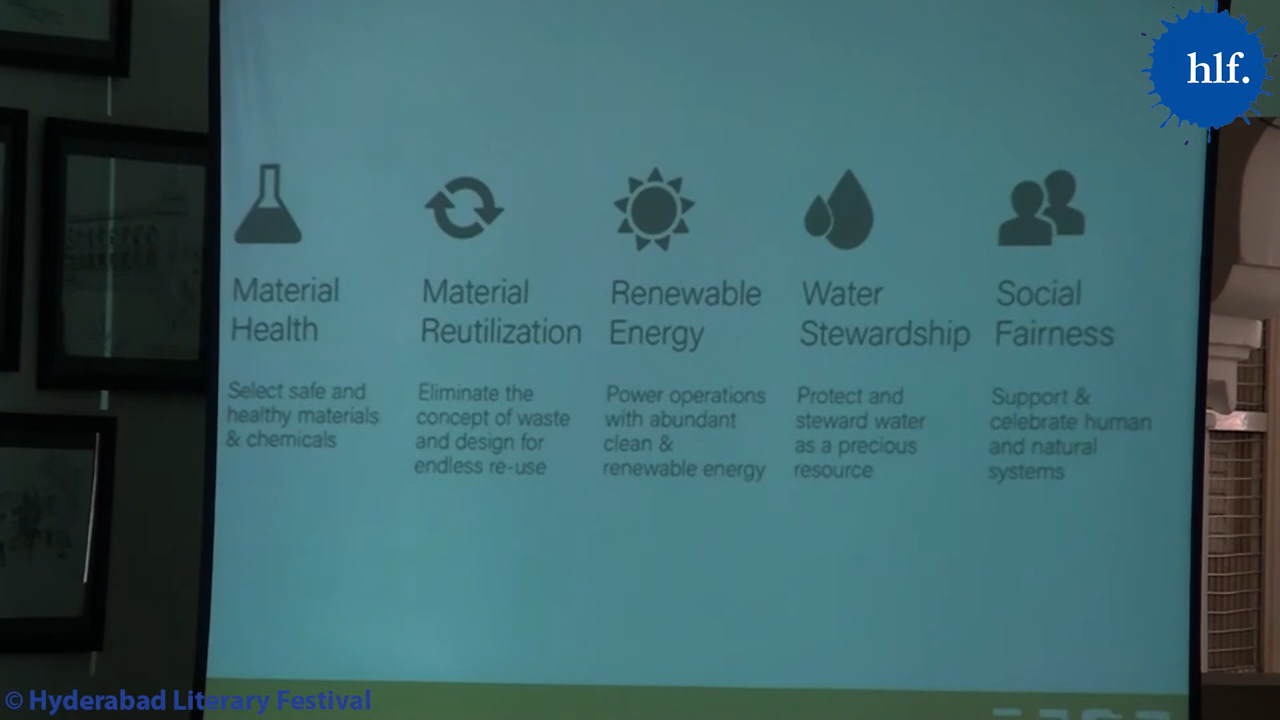 hlf.
Material
Health
Select safe and
healthy materials
& chemicals
Material
Reutilization
Eliminate the
concept of waste
and design for
endless re-use
Renewable
Energy
Power operations
with abundant
clean &
renewable energy
Water
Stewardship
Protect and
steward water
as a precious
resource
Social
Fairness
Support &
celebrate human
and natural
systems
© Hyderabad Literary Festival